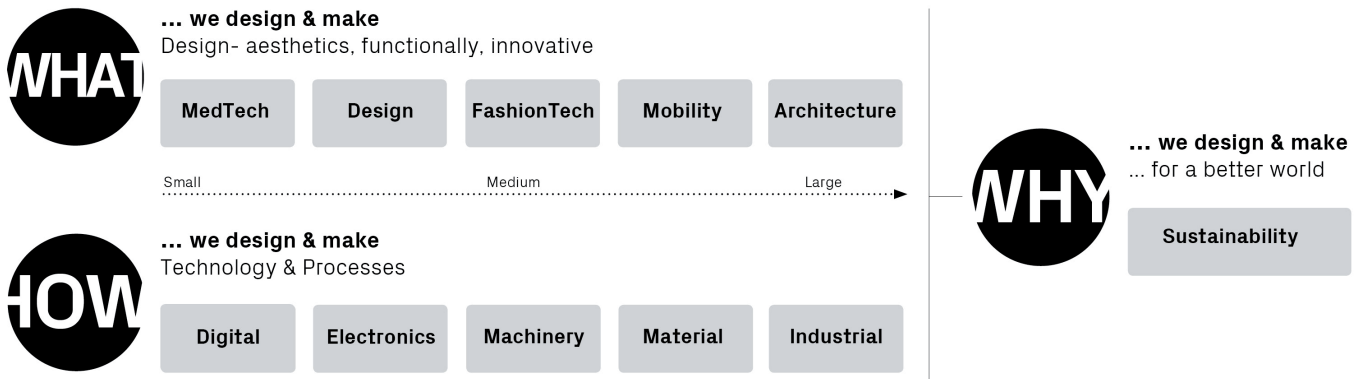 WHAT
... we design & make
Design- aesthetics, functionally, innovative
MedTech
Design
FashionTech
Mobility
Architecture
Small
Medium
Large
HOW
... we design & make
Technology & Processes
Digital
Electronics
Machinery
Material
Industrial
WHY
... we design & make
... for a better world
Sustainability